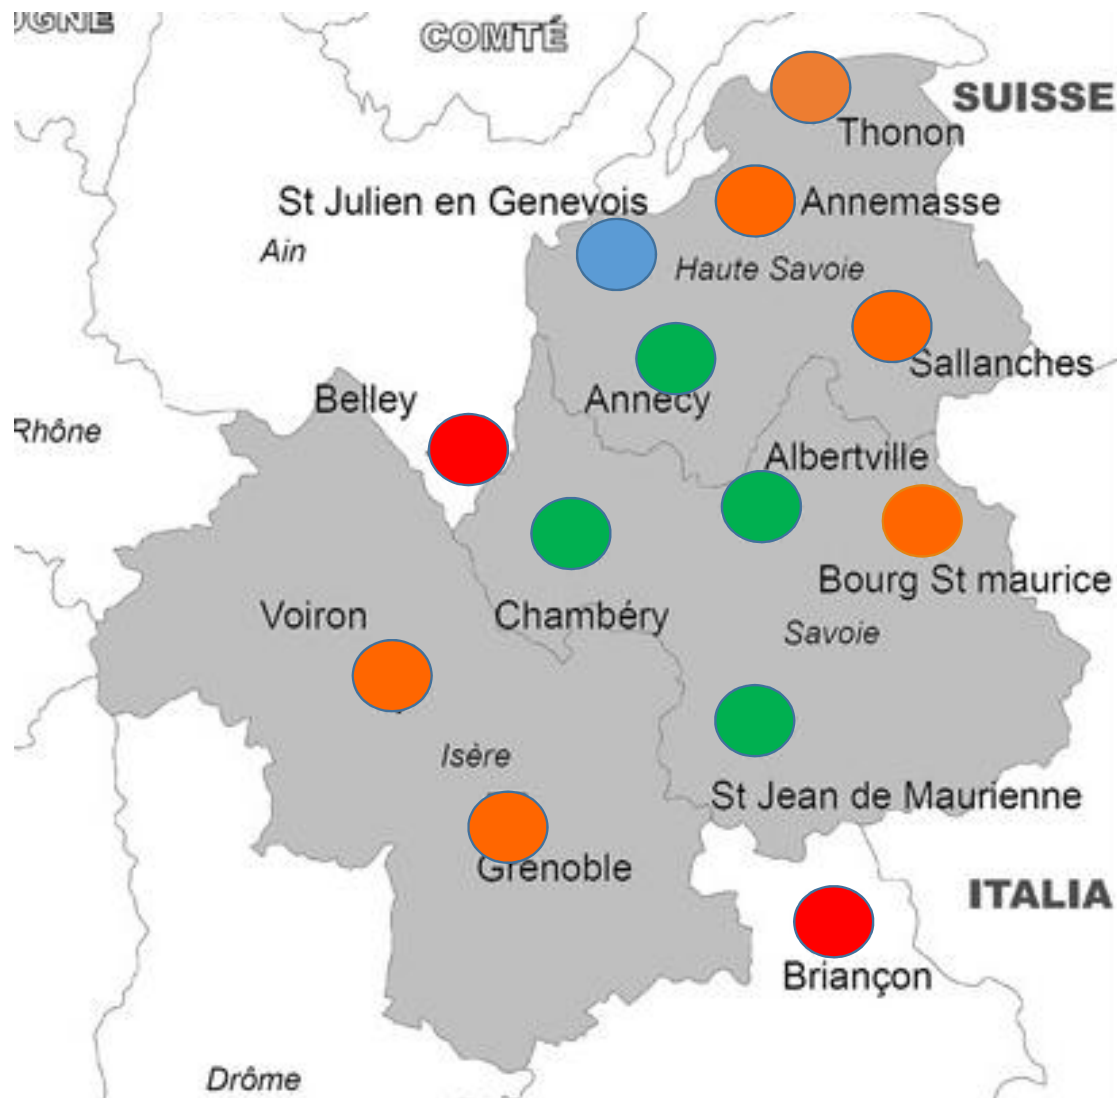 COMTÉ
SUISSE
Thonon
St Julien en Genevois
Annemasse
Ain
Haute Savoie
Sallanches
Belley
Annecy
Rhône
Albertville
Bourg St maurice
Voiron
Chambéry
Savoie
Isère
St Jean de Maurienne
Grenoble
ITALIA
Briançon
Drôme